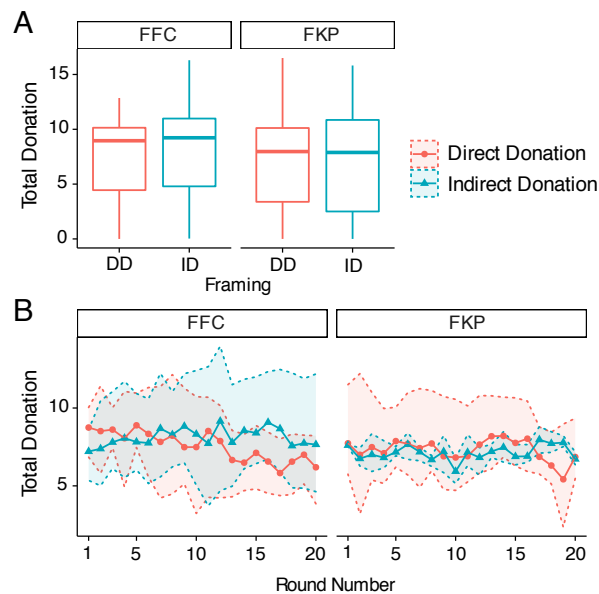 A
FFC FKP
Total Donation
15
10
5
0
DD ID DD ID
Framing
Direct Donation
Indirect Donation
B
FFC FKP
Total Donation
10
5
1 5 10 15 20 1 5 10 15 20
Round Number